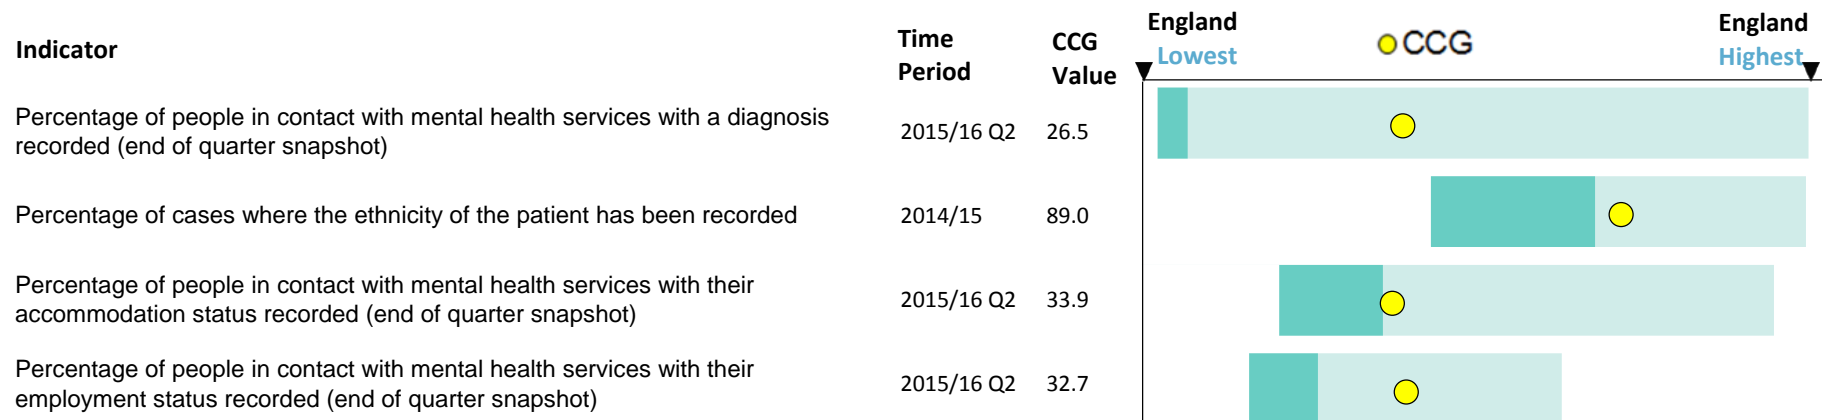 Indicator
Time
Period
CCG
Value
England
Lowest
CCG
England
Highest
Percentage of people in contact with mental health services with a diagnosis
recorded (end of quarter snapshot)
2015/16 Q2
26.5
Percentage of cases where the ethnicity of the patient has been recorded
2014/15
89.0
Percentage of people in contact with mental health services with their
accommodation status recorded (end of quarter snapshot)
2015/16 Q2
33.9
Percentage of people in contact with mental health services with their
employment status recorded (end of quarter snapshot)
2015/16 Q2
32.7